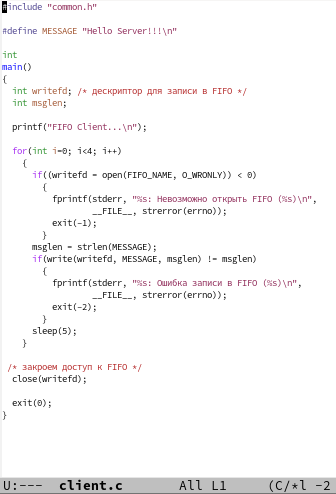 #include "common.h"

#define MESSAGE "Hello Server!!!\n"

int
main()
{
  int writefd; /* дескриптор для записи в FIFO */
  int msglen;

  printf("FIFO Client...\n");

  for(int i=0; i<4; i++)
    {
      if((writefd = open(FIFO_NAME, O_WRONLY)) < 0)
        {
          fprintf(stderr, "%s: Невозможно открыть FIFO (%s)\n",
                  __FILE__, strerror(errno));
          exit(-1);
        }
      msglen = strlen(MESSAGE);
      if(write(writefd, MESSAGE, msglen) != msglen)
        {
          fprintf(stderr, "%s: Ошибка записи в FIFO (%s)\n",
                  __FILE__, strerror(errno));
          exit(-2);
        }
      sleep(5);
    }

 /* закроем доступ к FIFO */
  close(writefd);

  exit(0);
}
U:--- client.c All L1 (C/*l -2